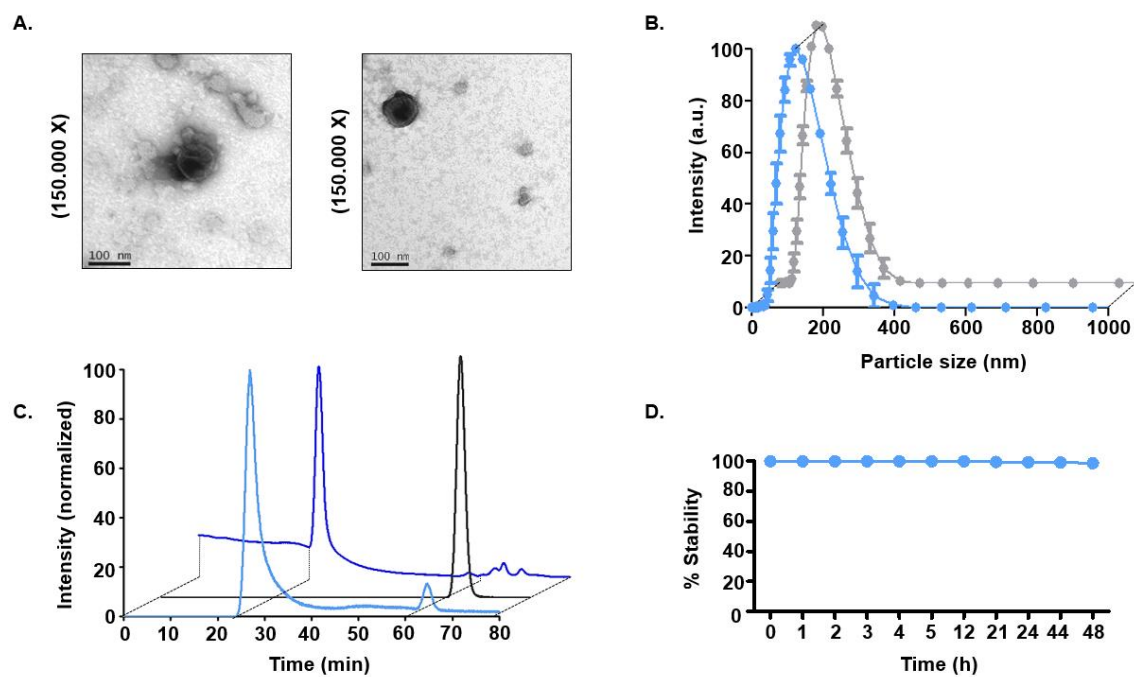 A.
(150.000 X)
100 nm
(150.000 X)
100 nm
B.
Intensity (a.u.)
100
80
60
40
20
0
0 200 400 600 800 1000
Particle size (nm)
C.
Intensity (normalized)
100
80
60
40
20
0
0 10 20 30 40 50 60 70 80
Time (min)
D.
% Stability
100
80
60
40
20
0
0 1 2 3 4 5 12 21 24 44 48
Time (h)